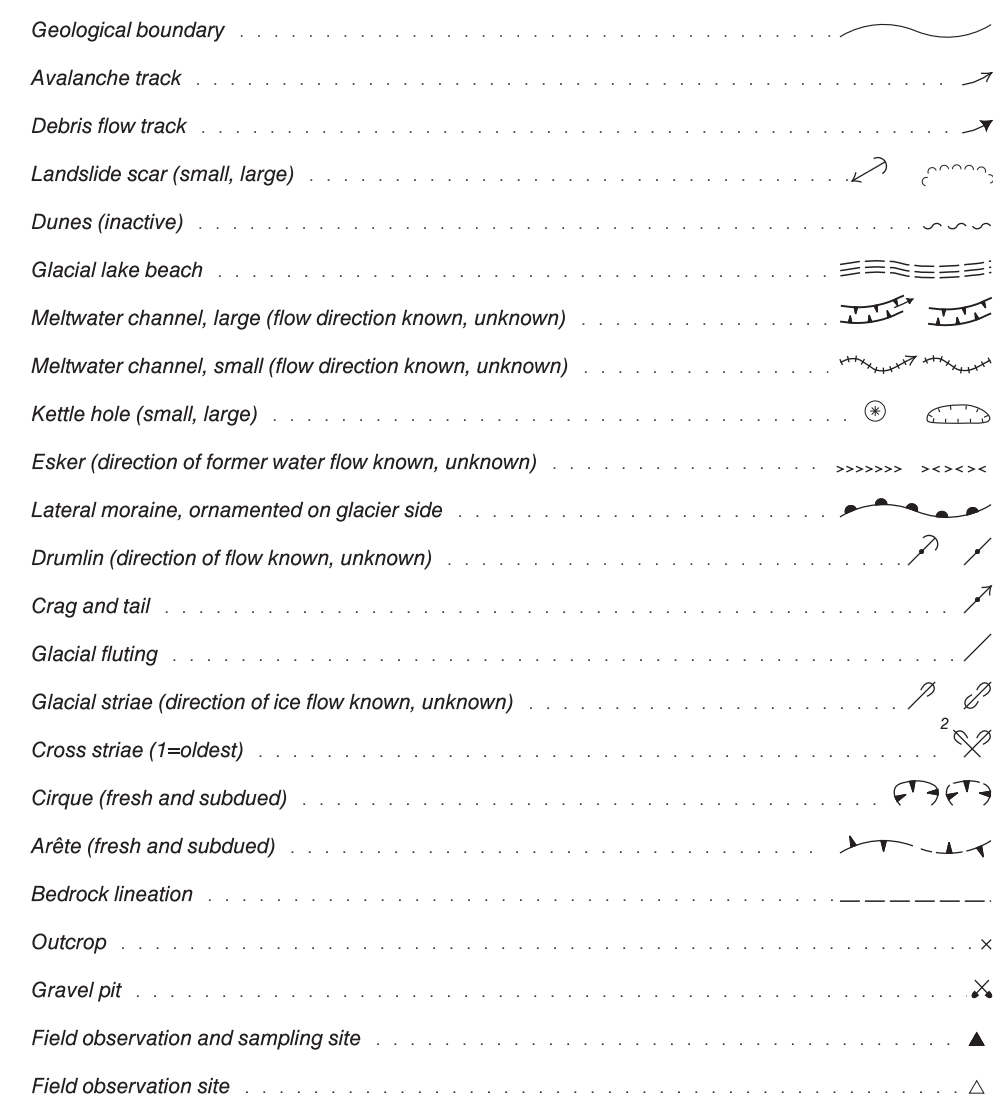 Geological boundary
Avalanche track
Debris flow track
Landslide scar (small, large)
Dunes (inactive)
Glacial lake beach
Meltwater channel, large (flow direction known, unknown)
Meltwater channel, small (flow direction known, unknown)
Kettle hole (small, large)
Esker (direction of former water flow known, unknown)
Lateral moraine, ornamented on glacier side
Drumlin (direction of flow known, unknown)
Crag and tail
Glacial fluting
Glacial striae (direction of ice flow known, unknown)
Cross striae (1=oldest) 2
Cirque (fresh and subdued)
Arête (fresh and subdued)
Bedrock lineation
Outcrop
Gravel pit
Field observation and sampling site
Field observation site